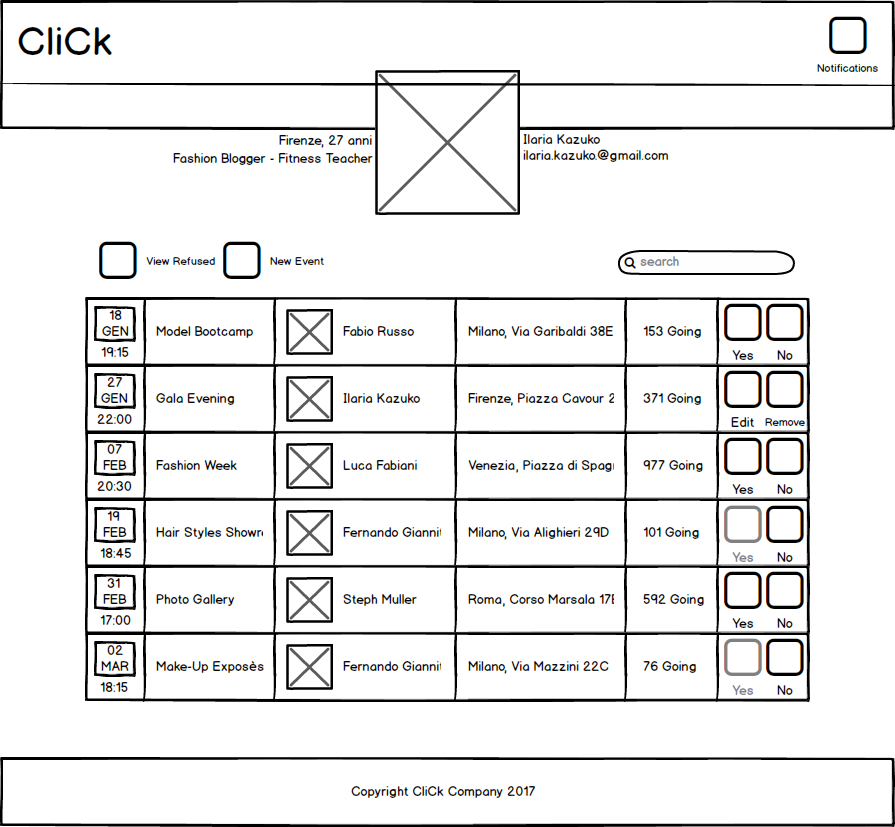 CliCk
Notifications
Firenze, 27 anni
Fashion Blogger - Fitness Teacher
Ilaria Kazuko
ilaria.kazuko.@gmail.com
View Refused
New Event
search
18
GEN
19:15
Model Bootcamp
Fabio Russo
Milano, Via Garibaldi 38E
153 Going
Yes
No
27
GEN
22:00
Gala Evening
Ilaria Kazuko
Firenze, Piazza Cavour 2
371 Going
Edit
Remove
07
FEB
20:30
Fashion Week
Luca Fabiani
Venezia, Piazza di Spag
977 Going
Yes
No
19
FEB
18:45
Hair Styles Showr
Fernando Giannit
Milano, Via Alighieri 29D
101 Going
Yes
No
31
FEB
17:00
Photo Gallery
Steph Muller
Roma, Corso Marsala 17E
592 Going
Yes
No
02
MAR
18:15
Make-Up Exposès
Fernando Giannit
Milano, Via Mazzini 22C
76 Going
Yes
No
Copyright CliCk Company 2017